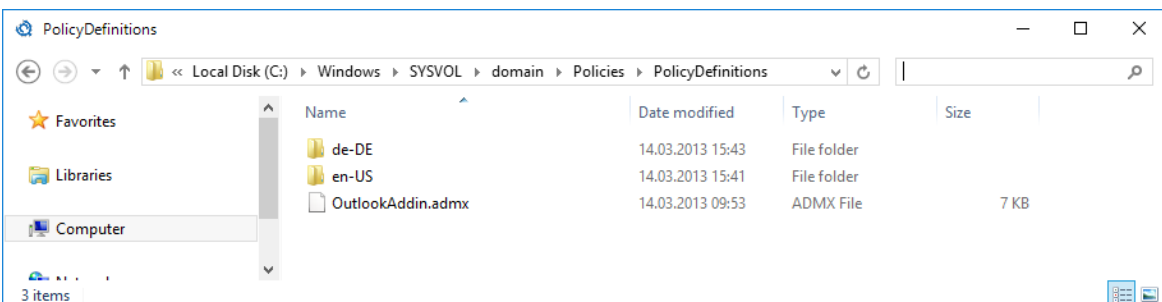 PolicyDefinitions
« Local Disk (C:) Windows SYSVOL domain Policies PolicyDefinitions
Favorites
Libraries
Computer
Name Date modified Type Size
de-DE 14.03.2013 15:43 File folder
en-US 14.03.2013 15:41 File folder
OutlookAddin.admx 14.03.2013 09:53 ADMX File 7 KB
3 items